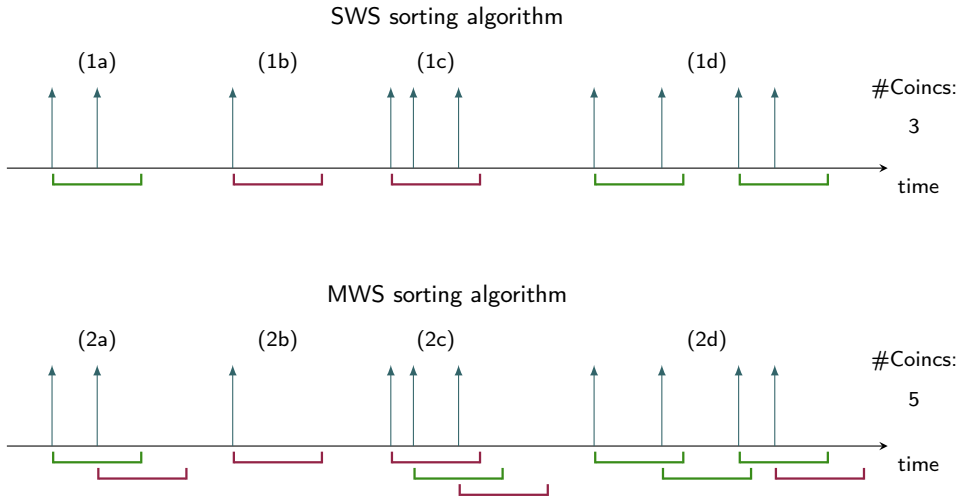 SWS sorting algorithm
(1a) (1b) (1c) (1d)
#Coincs:
3
time
MWS sorting algorithm
(2a) (2b) (2c) (2d)
#Coincs:
5
time